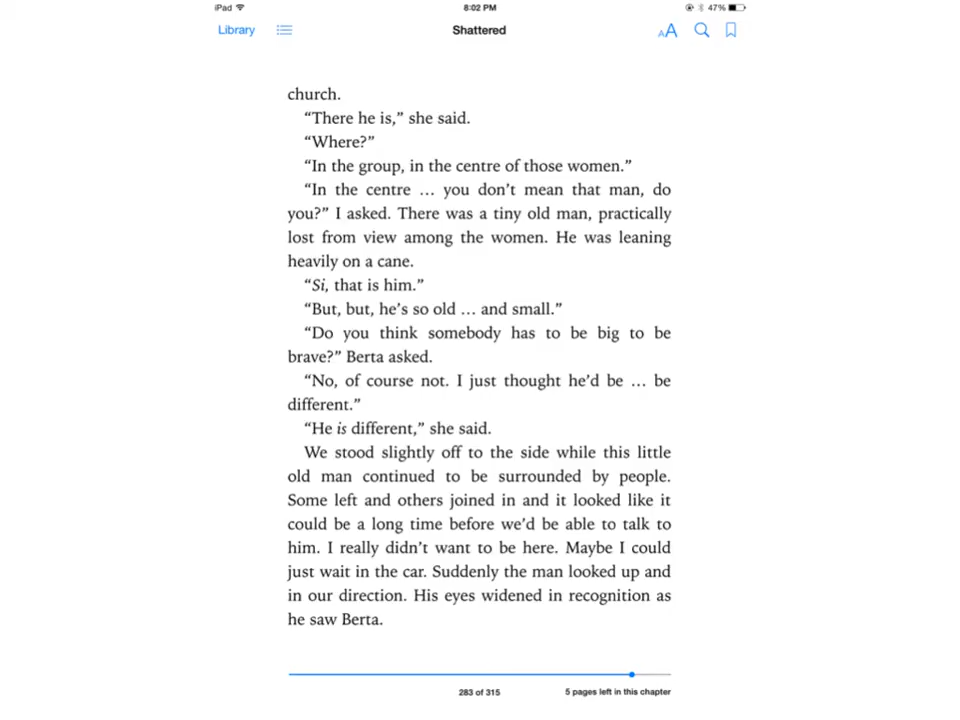 iPad 8:02 PM 47%
Library Shattered AA
church.
“There he is,” she said.
“Where?”
“In the group, in the centre of those women.”
“In the centre … you don’t mean that man, do
you?” I asked. There was a tiny old man, practically
lost from view among the women. He was leaning
heavily on a cane.
“Si, that is him.”
“But, but, he’s so old … and small.”
“Do you think somebody has to be big to be
brave?” Berta asked.
“No, of course not. I just thought he’d be … be
different.”
“He is different,” she said.
We stood slightly off to the side while this little
old man continued to be surrounded by people.
Some left and others joined in and it looked like it
could be a long time before we’d be able to talk to
him. I really didn’t want to be here. Maybe I could
just wait in the car. Suddenly the man looked up and
in our direction. His eyes widened in recognition as
he saw Berta.
283 of 315 5 pages left in this chapter